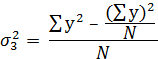 σ₃² = (∑y² − (∑y)²/N)/N